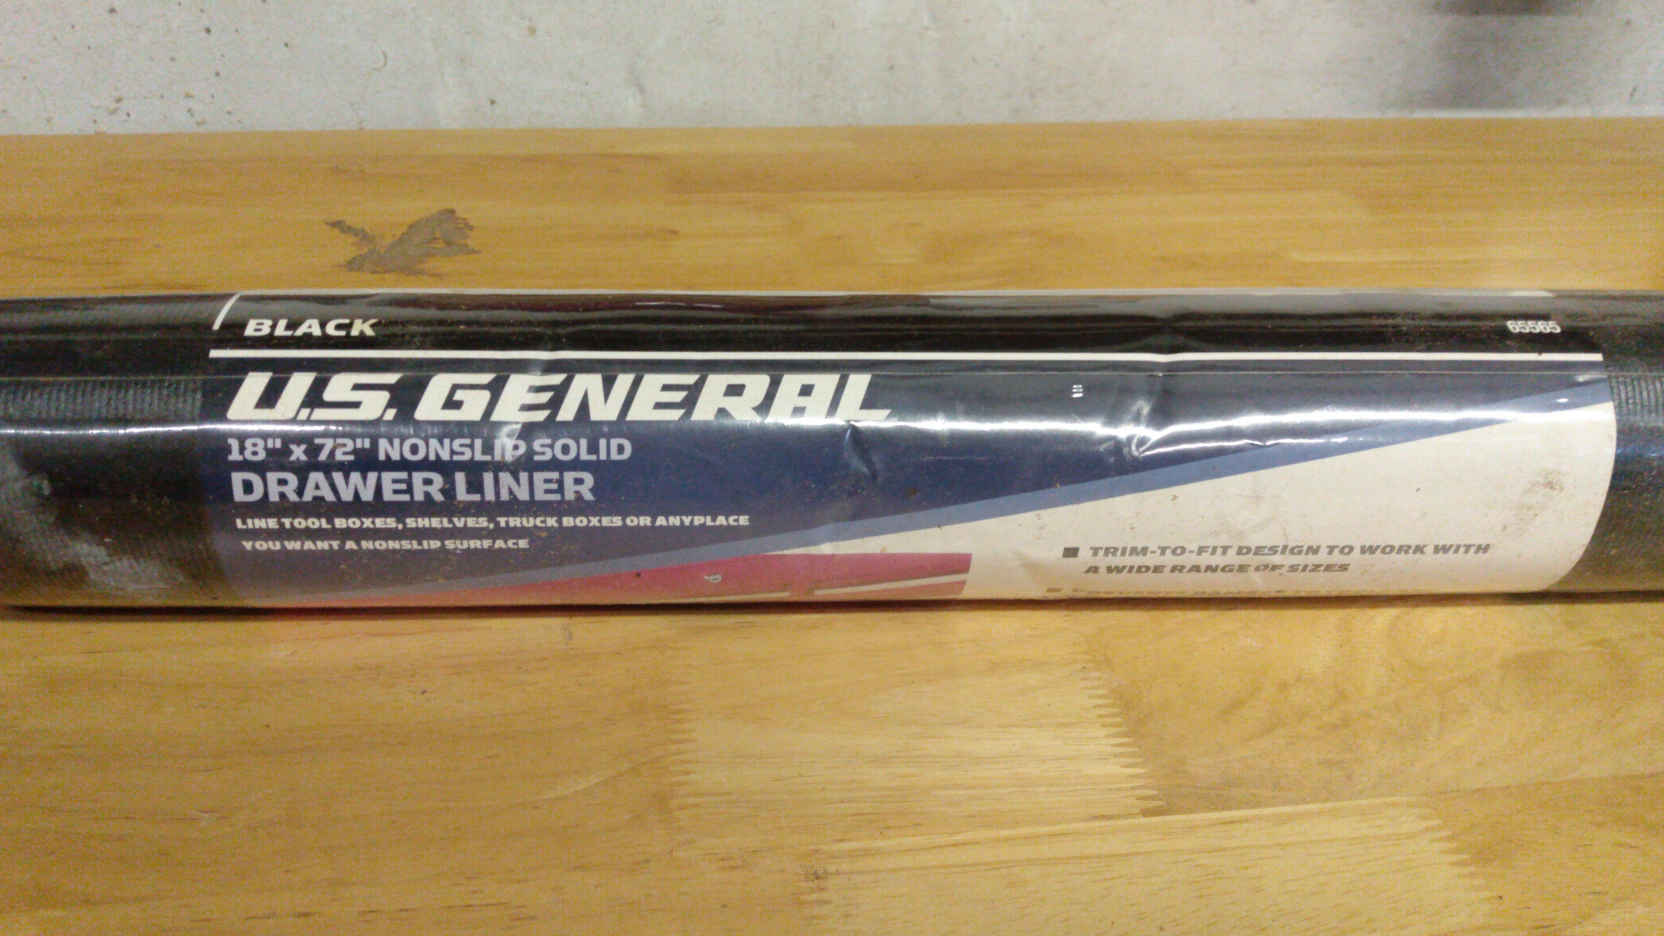 BLACK
65565
U.S. GENERAL
18" x 72" NONSLIP SOLID
DRAWER LINER
LINE TOOL BOXES, SHELVES, TRUCK BOXES OR ANYPLACE
YOU WANT A NONSLIP SURFACE
TRIM-TO-FIT DESIGN TO WORK WITH
A WIDE RANGE OF SIZES